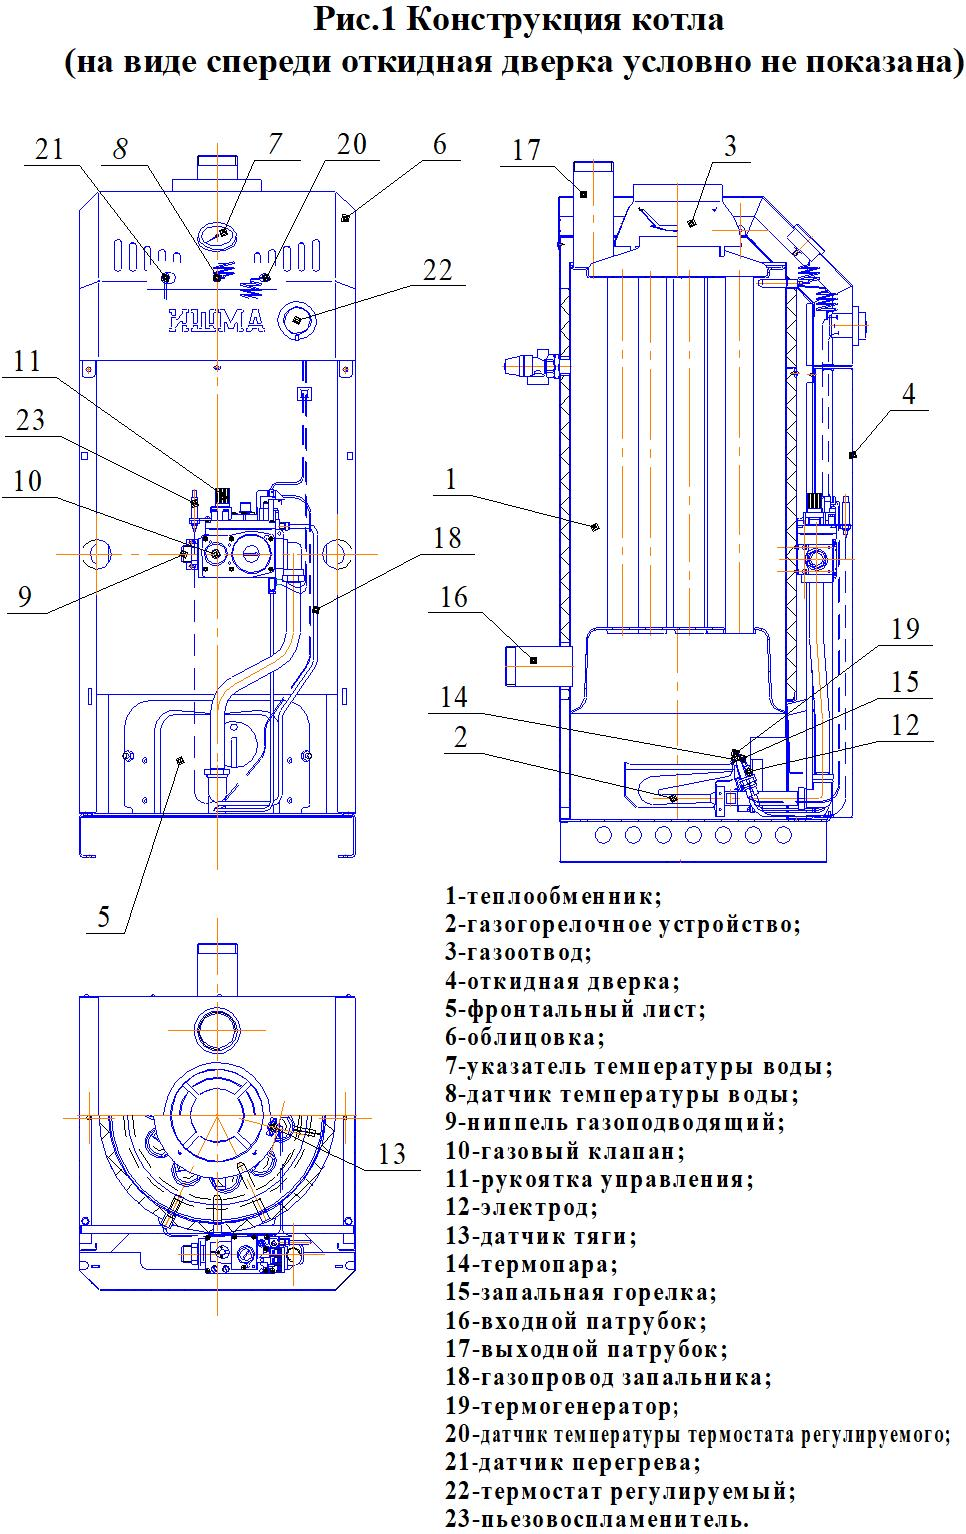 Рис.1 Конструкция котла
(на виде спереди откидная дверка условно не показана)
21 8 7 20 6 17 3
22
ИШМА
11
23
10
9
18
4
1
16
19
14 15
2 12
5
13
1-теплообменник;
2-газогорелочное устройство;
3-газоотвод;
4-откидная дверка;
5-фронтальный лист;
6-облицовка;
7-указатель температуры воды;
8-датчик температуры воды;
9-ниппель газоподводящий;
10-газовый клапан;
11-рукоятка управления;
12-электрод;
13-датчик тяги;
14-термопара;
15-запальная горелка;
16-входной патрубок;
17-выходной патрубок;
18-газопровод запальника;
19-термогенератор;
20-датчик температуры термостата регулируемого;
21-датчик перегрева;
22-термостат регулируемый;
23-пьезовоспламенитель.